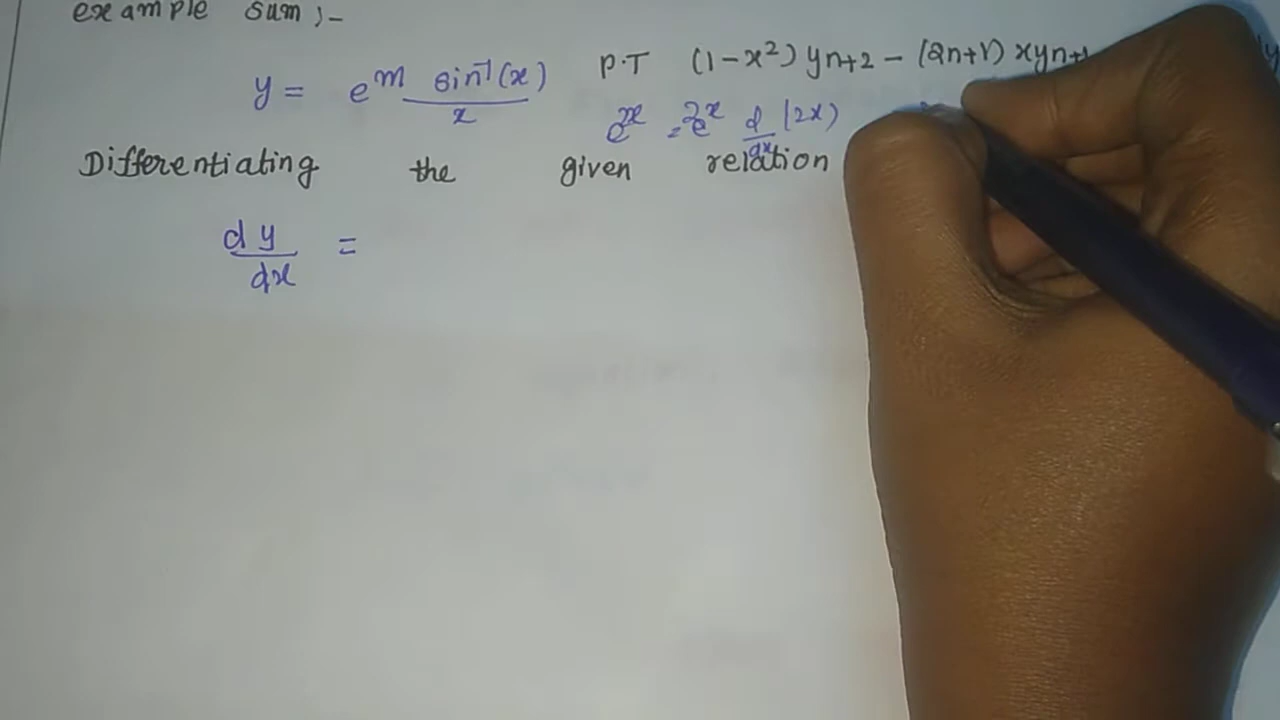 example sum:-
y = e^m sin⁻¹(x) P.T (1-x²) yn+2 - (2n+1) xyn+1
x e^2x = e^2x d/dx (2x)
Differentiating the given relation
dy/dx =